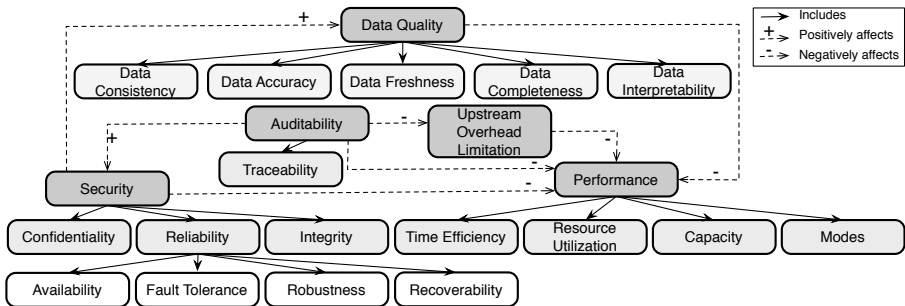 Data Quality
Includes
+
Positively affects
-
Negatively affects
+
Data
Consistency
Data Accuracy
Data Freshness
Data
Completeness
Data
Interpretability
Auditability
-
Upstream
Overhead
Limitation
+
-
Traceability
-
-
Security
-
Performance
Confidentiality
Reliability
Integrity
Time Efficiency
Resource
Utilization
Capacity
Modes
Availability
Fault Tolerance
Robustness
Recoverability